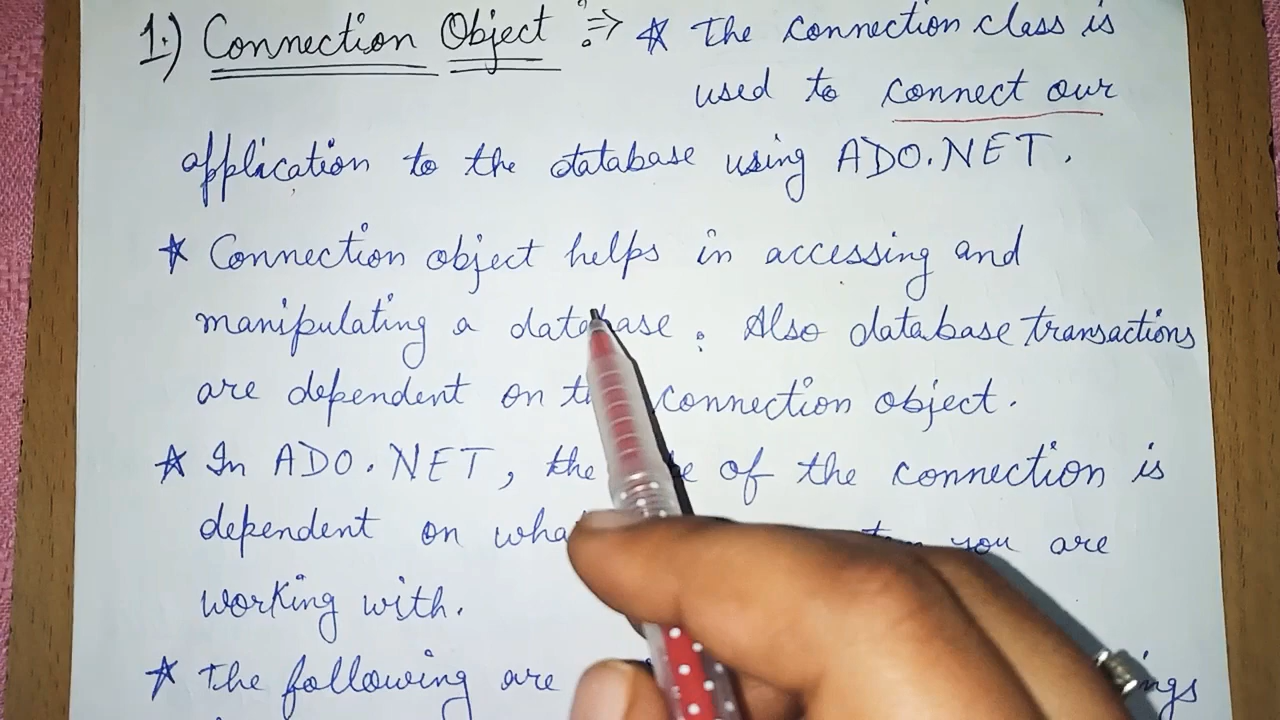 1.) Connection Object :⇒ * The connection class is
used to connect our
application to the database using ADO.NET.
* Connection object helps in accessing and
manipulating a database. Also database transactions
are dependent on the connection object.
* In ADO.NET, the of the connection is
dependent on what you are
working with.
* The following are